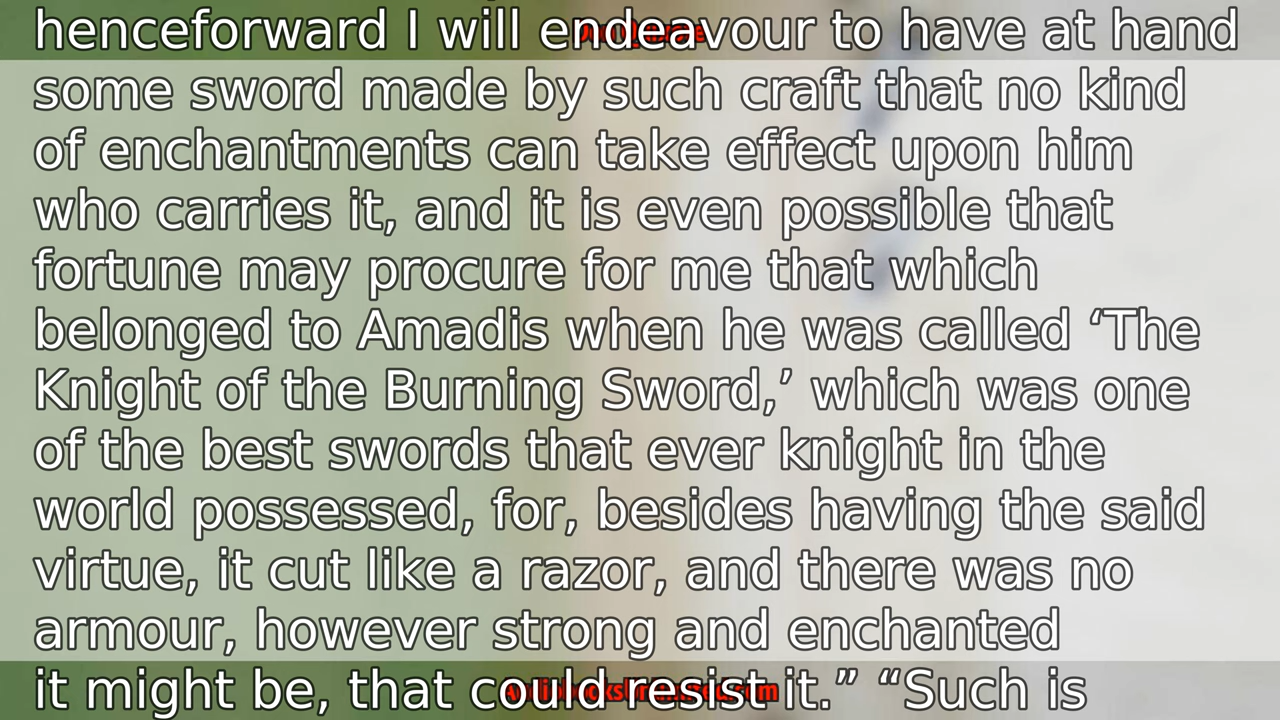 henceforward I will endeavour to have at hand
some sword made by such craft that no kind
of enchantments can take effect upon him
who carries it, and it is even possible that
fortune may procure for me that which
belonged to Amadis when he was called ‘The
Knight of the Burning Sword,’ which was one
of the best swords that ever knight in the
world possessed, for, besides having the said
virtue, it cut like a razor, and there was no
armour, however strong and enchanted
it might be, that could resist it.” “Such is